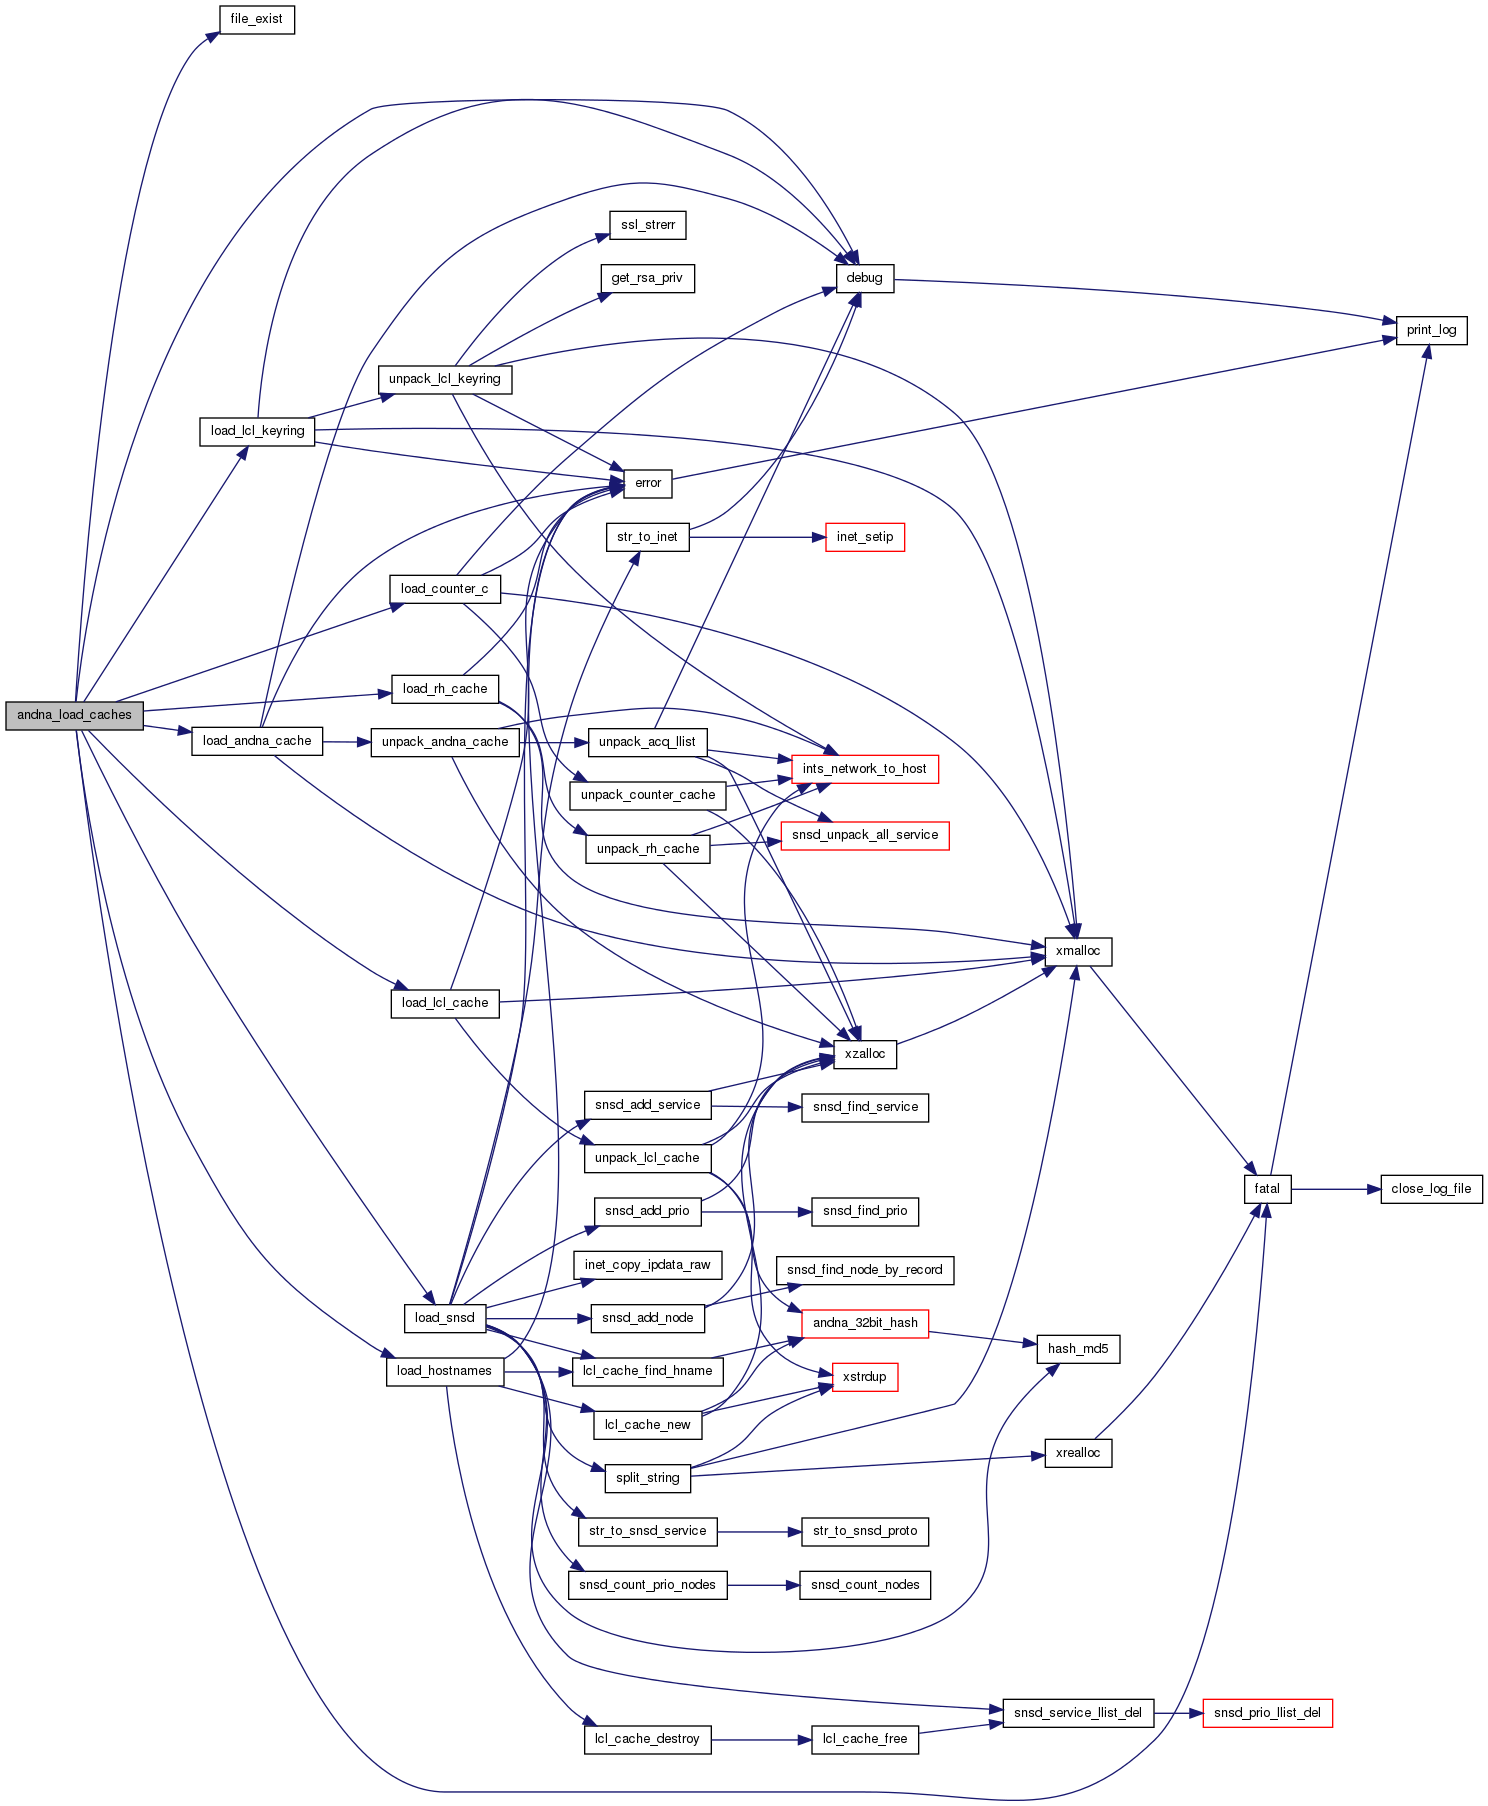 file_exist
ssl_strerr
get_rsa_priv
debug
print_log
unpack_lcl_keyring
load_lcl_keyring
error
str_to_inet
inet_setip
load_counter_c
load_rh_cache
andna_load_caches
load_andna_cache
unpack_andna_cache
unpack_acq_llist
ints_network_to_host
unpack_counter_cache
snsd_unpack_all_service
unpack_rh_cache
xmalloc
load_lcl_cache
xzalloc
snsd_add_service
snsd_find_service
unpack_lcl_cache
fatal
close_log_file
snsd_add_prio
snsd_find_prio
inet_copy_ipdata_raw
snsd_find_node_by_record
load_snsd
snsd_add_node
andna_32bit_hash
hash_md5
load_hostnames
lcl_cache_find_hname
xstrdup
lcl_cache_new
xrealloc
split_string
str_to_snsd_service
str_to_snsd_proto
snsd_count_prio_nodes
snsd_count_nodes
snsd_service_llist_del
snsd_prio_llist_del
lcl_cache_destroy
lcl_cache_free